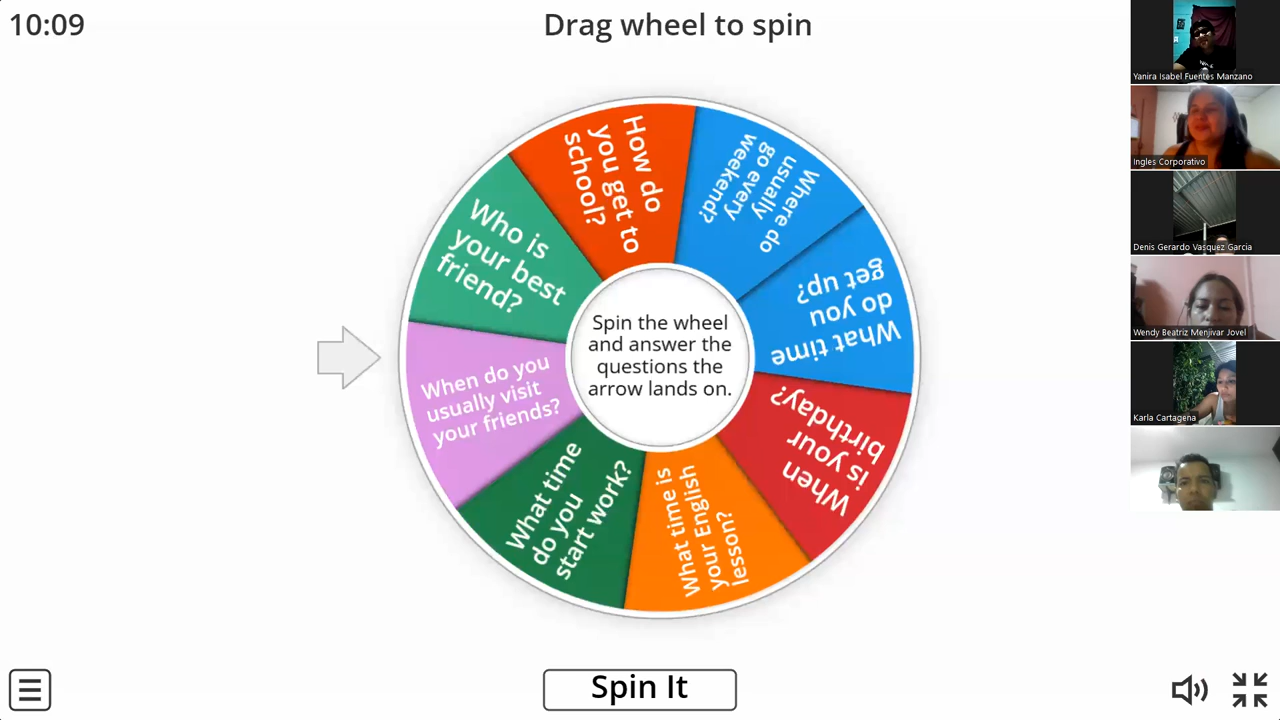 10:09
Drag wheel to spin
How do
you get to
school?
Where do
usually
go every
weekend?
What time
do you
get up?
When
is your
birthday?
What time is
your English
lesson?
What time
do you
start work?
When do you
usually visit
your friends?
Who is
your best
friend?
Spin the wheel
and answer the
questions the
arrow lands on.
Spin It
Yanira Isabel Fuentes Manzano
Ingles Corporativo
Denis Gerardo Vasquez Garcia
Wendy Beatriz Menjivar Jovel
Karla Cartagena